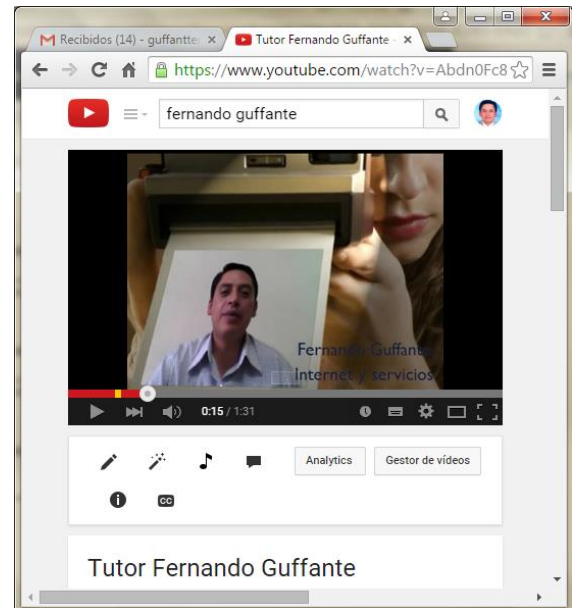 Recibidos (14) - guffantte
Tutor Fernando Guffante -
https://www.youtube.com/watch?v=Abdn0Fc8
fernando guffante
Fernando Guffante
Internet y servicios
0:15 / 1:31
Analytics
Gestor de vídeos
CC
Tutor Fernando Guffante